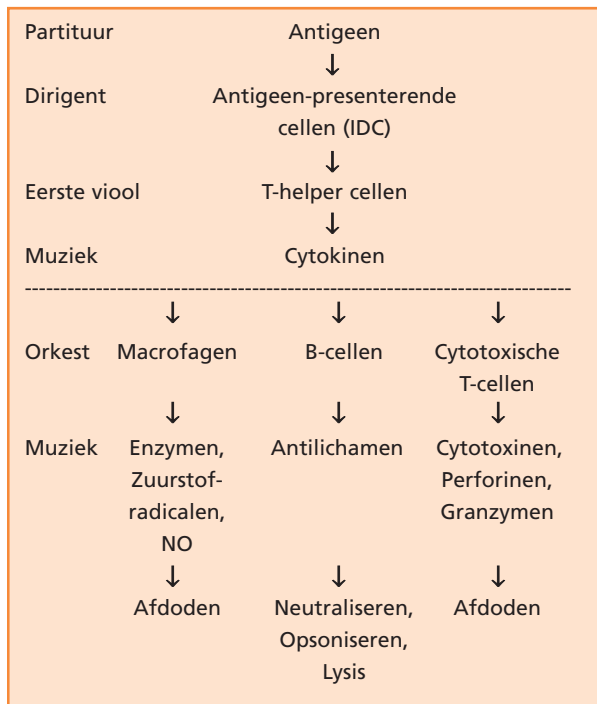 Partituur Antigeen
↓
Dirigent Antigeen-presenterende
cellen (IDC)
↓
Eerste viool T-helper cellen
↓
Muziek Cytokinen
--------------------------------------------------------------------------------
↓ ↓ ↓
Orkest Macrofagen B-cellen Cytotoxische
T-cellen
↓ ↓ ↓
Muziek Enzymen, Antilichamen Cytotoxinen,
Zuurstof- Perforinen,
radicalen, Granzymen
NO
↓ ↓ ↓
Afdoden Neutraliseren, Afdoden
Opsoniseren,
Lysis